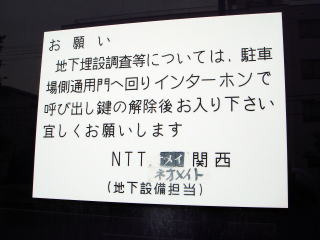 お願い
地下埋設調査等については、駐車
場側通用門へ回りインターホンで
呼び出し鍵の解除後お入り下さい
宜しくお願いします
NTT ネオメイト関西
(地下設備担当)